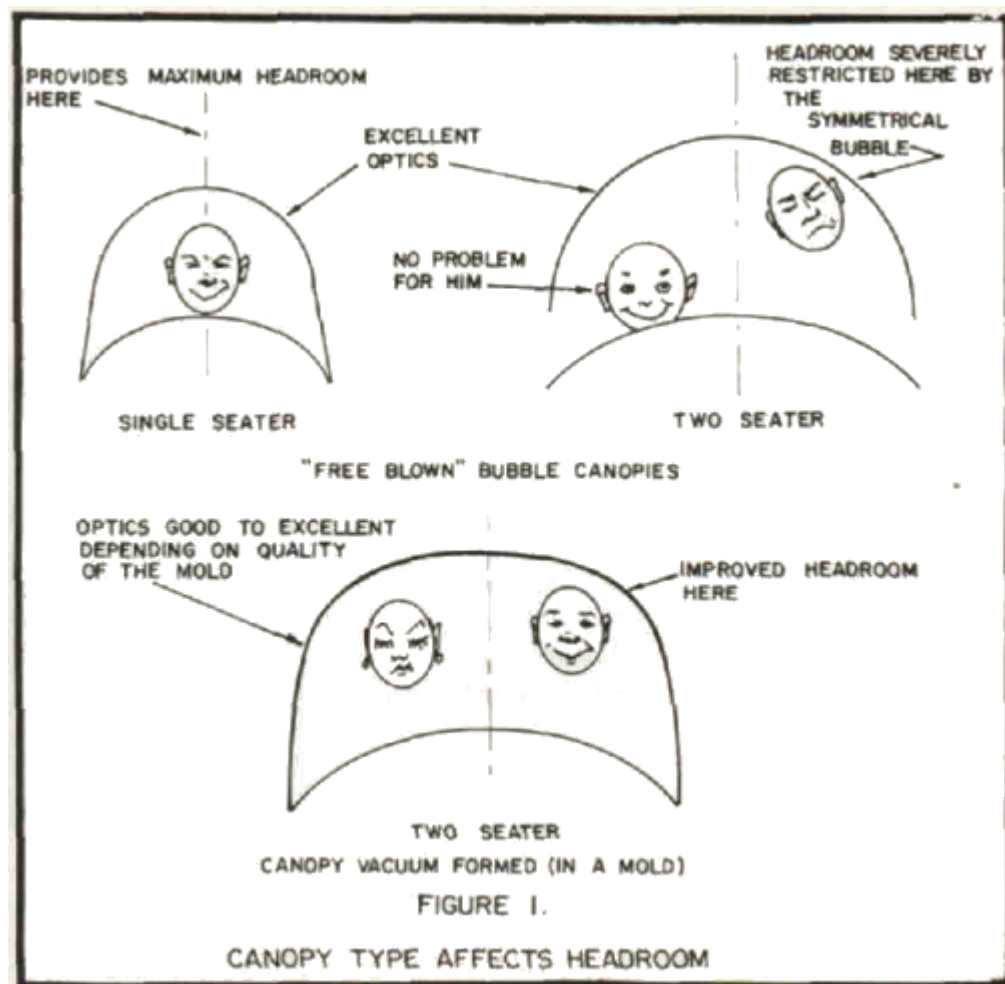 PROVIDES MAXIMUM HEADROOM
HERE
EXCELLENT
OPTICS
HEADROOM SEVERELY
RESTRICTED HERE BY
THE
SYMMETRICAL
BUBBLE
NO PROBLEM
FOR HIM
SINGLE SEATER
TWO SEATER
"FREE BLOWN" BUBBLE CANOPIES
OPTICS GOOD TO EXCELLENT
DEPENDING ON QUALITY
OF THE MOLD
IMPROVED HEADROOM
HERE
TWO SEATER
CANOPY VACUUM FORMED (IN A MOLD)
FIGURE 1.
CANOPY TYPE AFFECTS HEADROOM